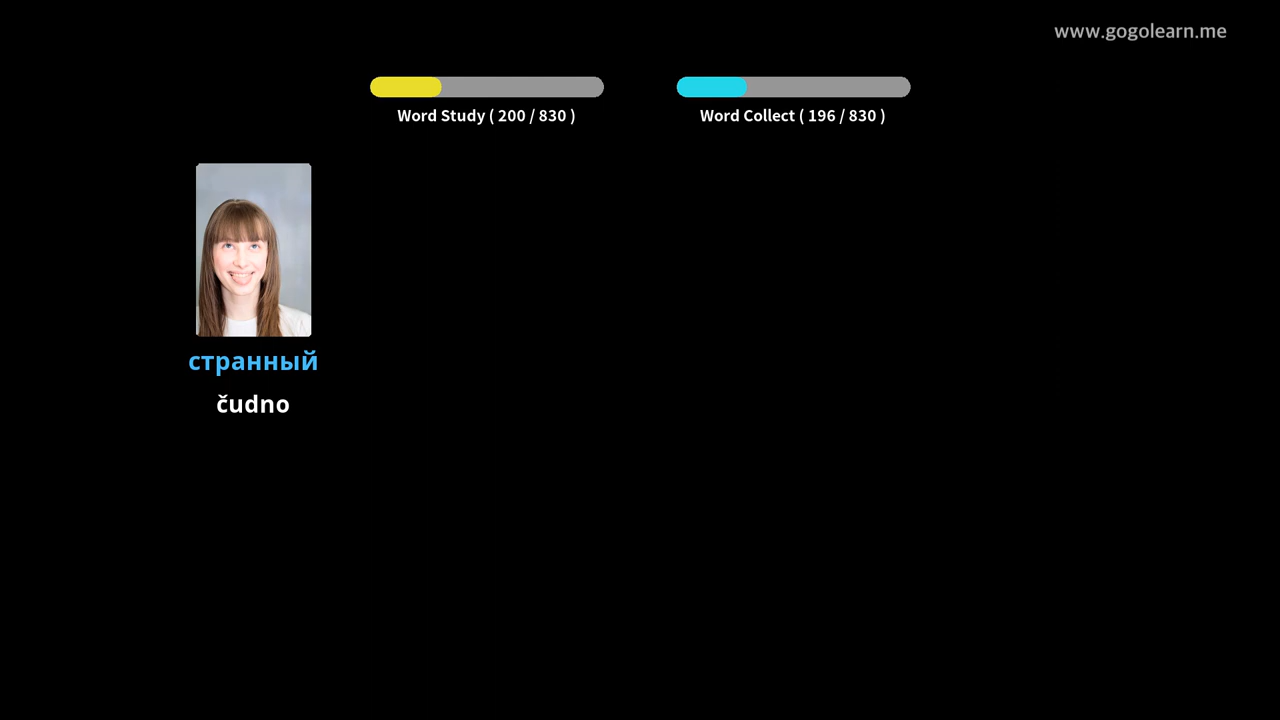 www.gogolearn.me
Word Study ( 200 / 830 )
Word Collect ( 196 / 830 )
странный
čudno